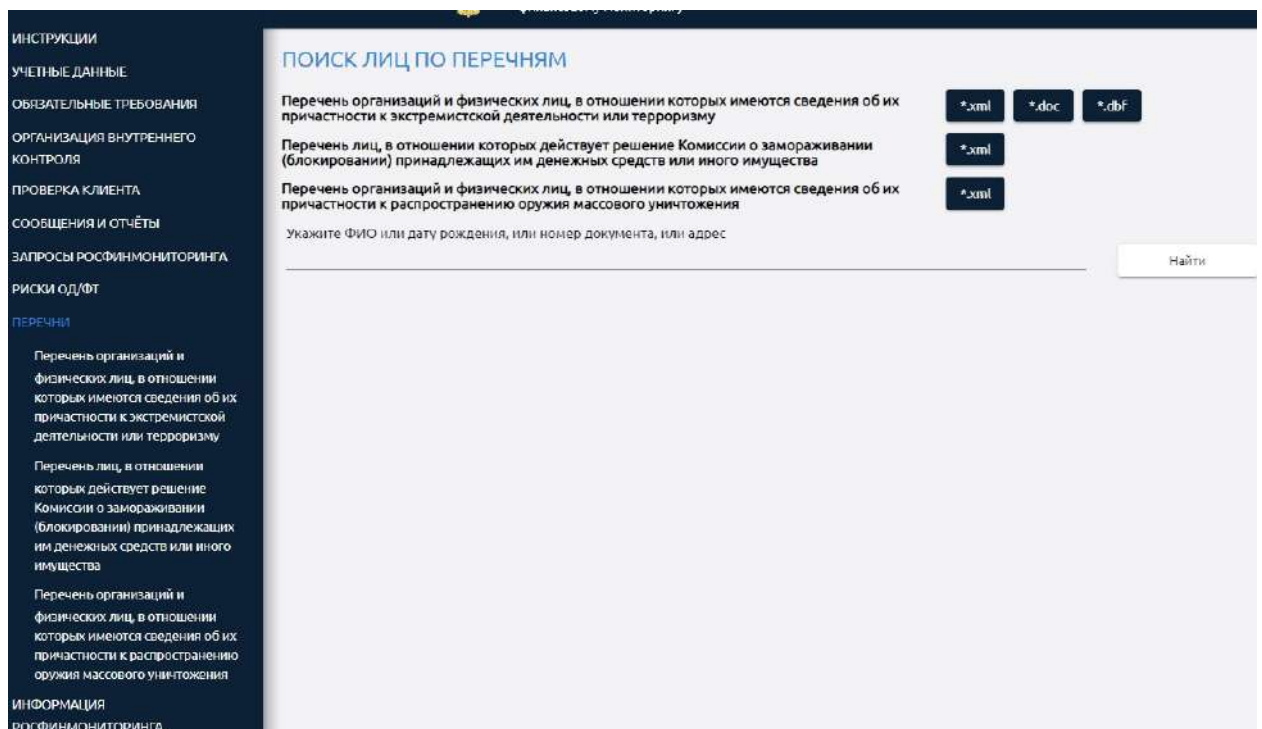 ИНСТРУКЦИИ
УЧЕТНЫЕ ДАННЫЕ
ОБЯЗАТЕЛЬНЫЕ ТРЕБОВАНИЯ
ОРГАНИЗАЦИЯ ВНУТРЕННЕГО
КОНТРОЛЯ
ПРОВЕРКА КЛИЕНТА
СООБЩЕНИЯ И ОТЧЁТЫ
ЗАПРОСЫ РОСФИНМОНИТОРИНГА
РИСКИ ОД/ФТ
ПЕРЕЧНИ
Перечень организаций и
физических лиц, в отношении
которых имеются сведения об их
причастности к экстремистской
деятельности или терроризму
Перечень лиц, в отношении
которых действует решение
Комиссии о замораживании
(блокировании) принадлежащих
им денежных средств или иного
имущества
Перечень организаций и
физических лиц, в отношении
которых имеются сведения об их
причастности к распространению
оружия массового уничтожения
ИНФОРМАЦИЯ
РОСФИНМОНИТОРИНГА
ПОИСК ЛИЦ ПО ПЕРЕЧНЯМ
Перечень организаций и физических лиц, в отношении которых имеются сведения об их
причастности к экстремистской деятельности или терроризму
*.xml *.doc *.dbf
Перечень лиц, в отношении которых действует решение Комиссии о замораживании
(блокировании) принадлежащих им денежных средств или иного имущества
*.xml
Перечень организаций и физических лиц, в отношении которых имеются сведения об их
причастности к распространению оружия массового уничтожения
*.xml
Укажите ФИО или дату рождения, или номер документа, или адрес
Найти